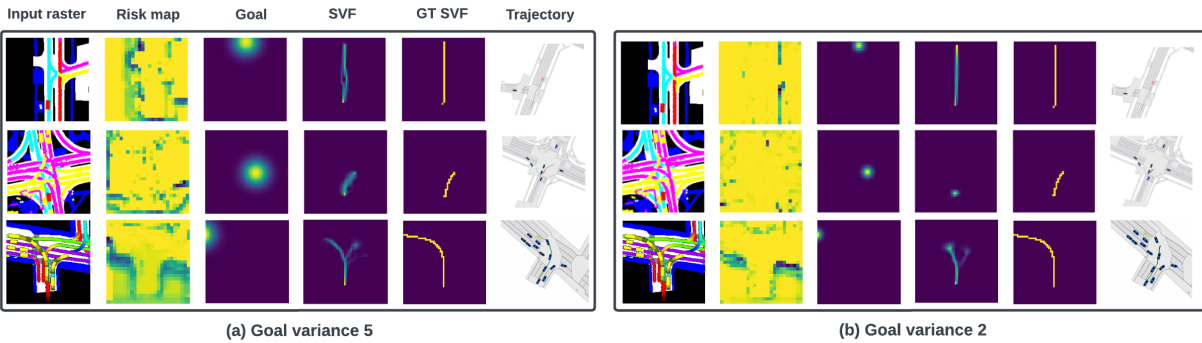 Input raster Risk map Goal SVF GT SVF Trajectory
(a) Goal variance 5
(b) Goal variance 2